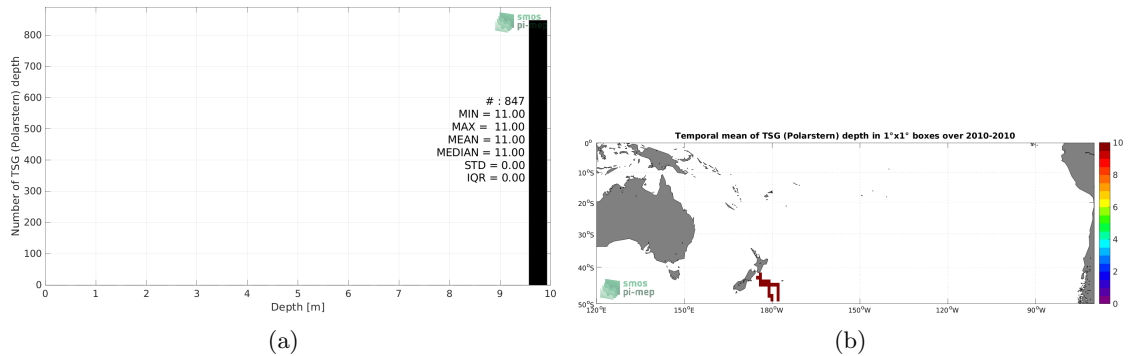 smos
pi-mep
800
700
600
500
400
300
200
100
0
Number of TSG (Polarstern) depth
# : 847
MIN = 11.00
MAX = 11.00
MEAN = 11.00
MEDIAN = 11.00
STD = 0.00
IQR = 0.00
0 1 2 3 4 5 6 7 8 9 10
Depth [m]
(a)
Temporal mean of TSG (Polarstern) depth in 1°x1° boxes over 2010-2010
0°
10°S
20°S
30°S
40°S
50°S
120°E 150°E 180°W 150°W 120°W 90°W
smos
pi-mep
10
8
6
4
2
0
(b)